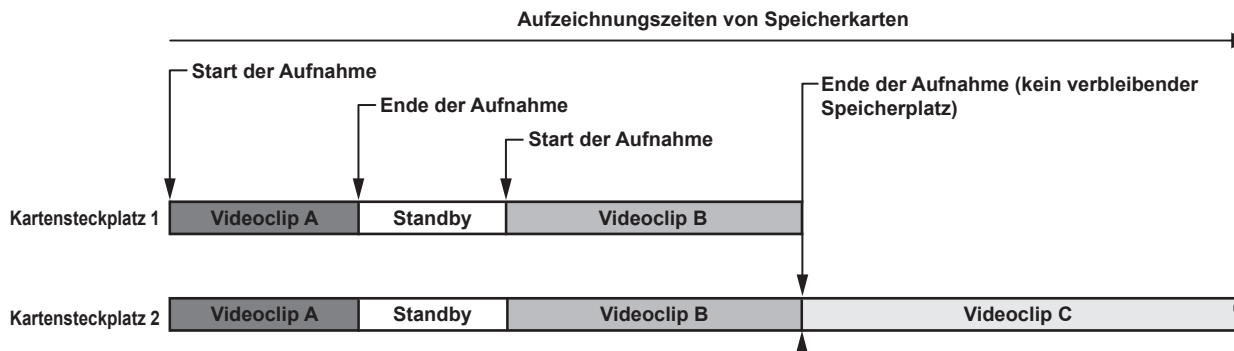 Aufzeichnungszeiten von Speicherkarten
Start der Aufnahme
Ende der Aufnahme (kein verbleibender
Speicherplatz)
Ende der Aufnahme
Start der Aufnahme
Kartensteckplatz 1
Videoclip A
Standby
Videoclip B
Kartensteckplatz 2
Videoclip A
Standby
Videoclip B
Videoclip C